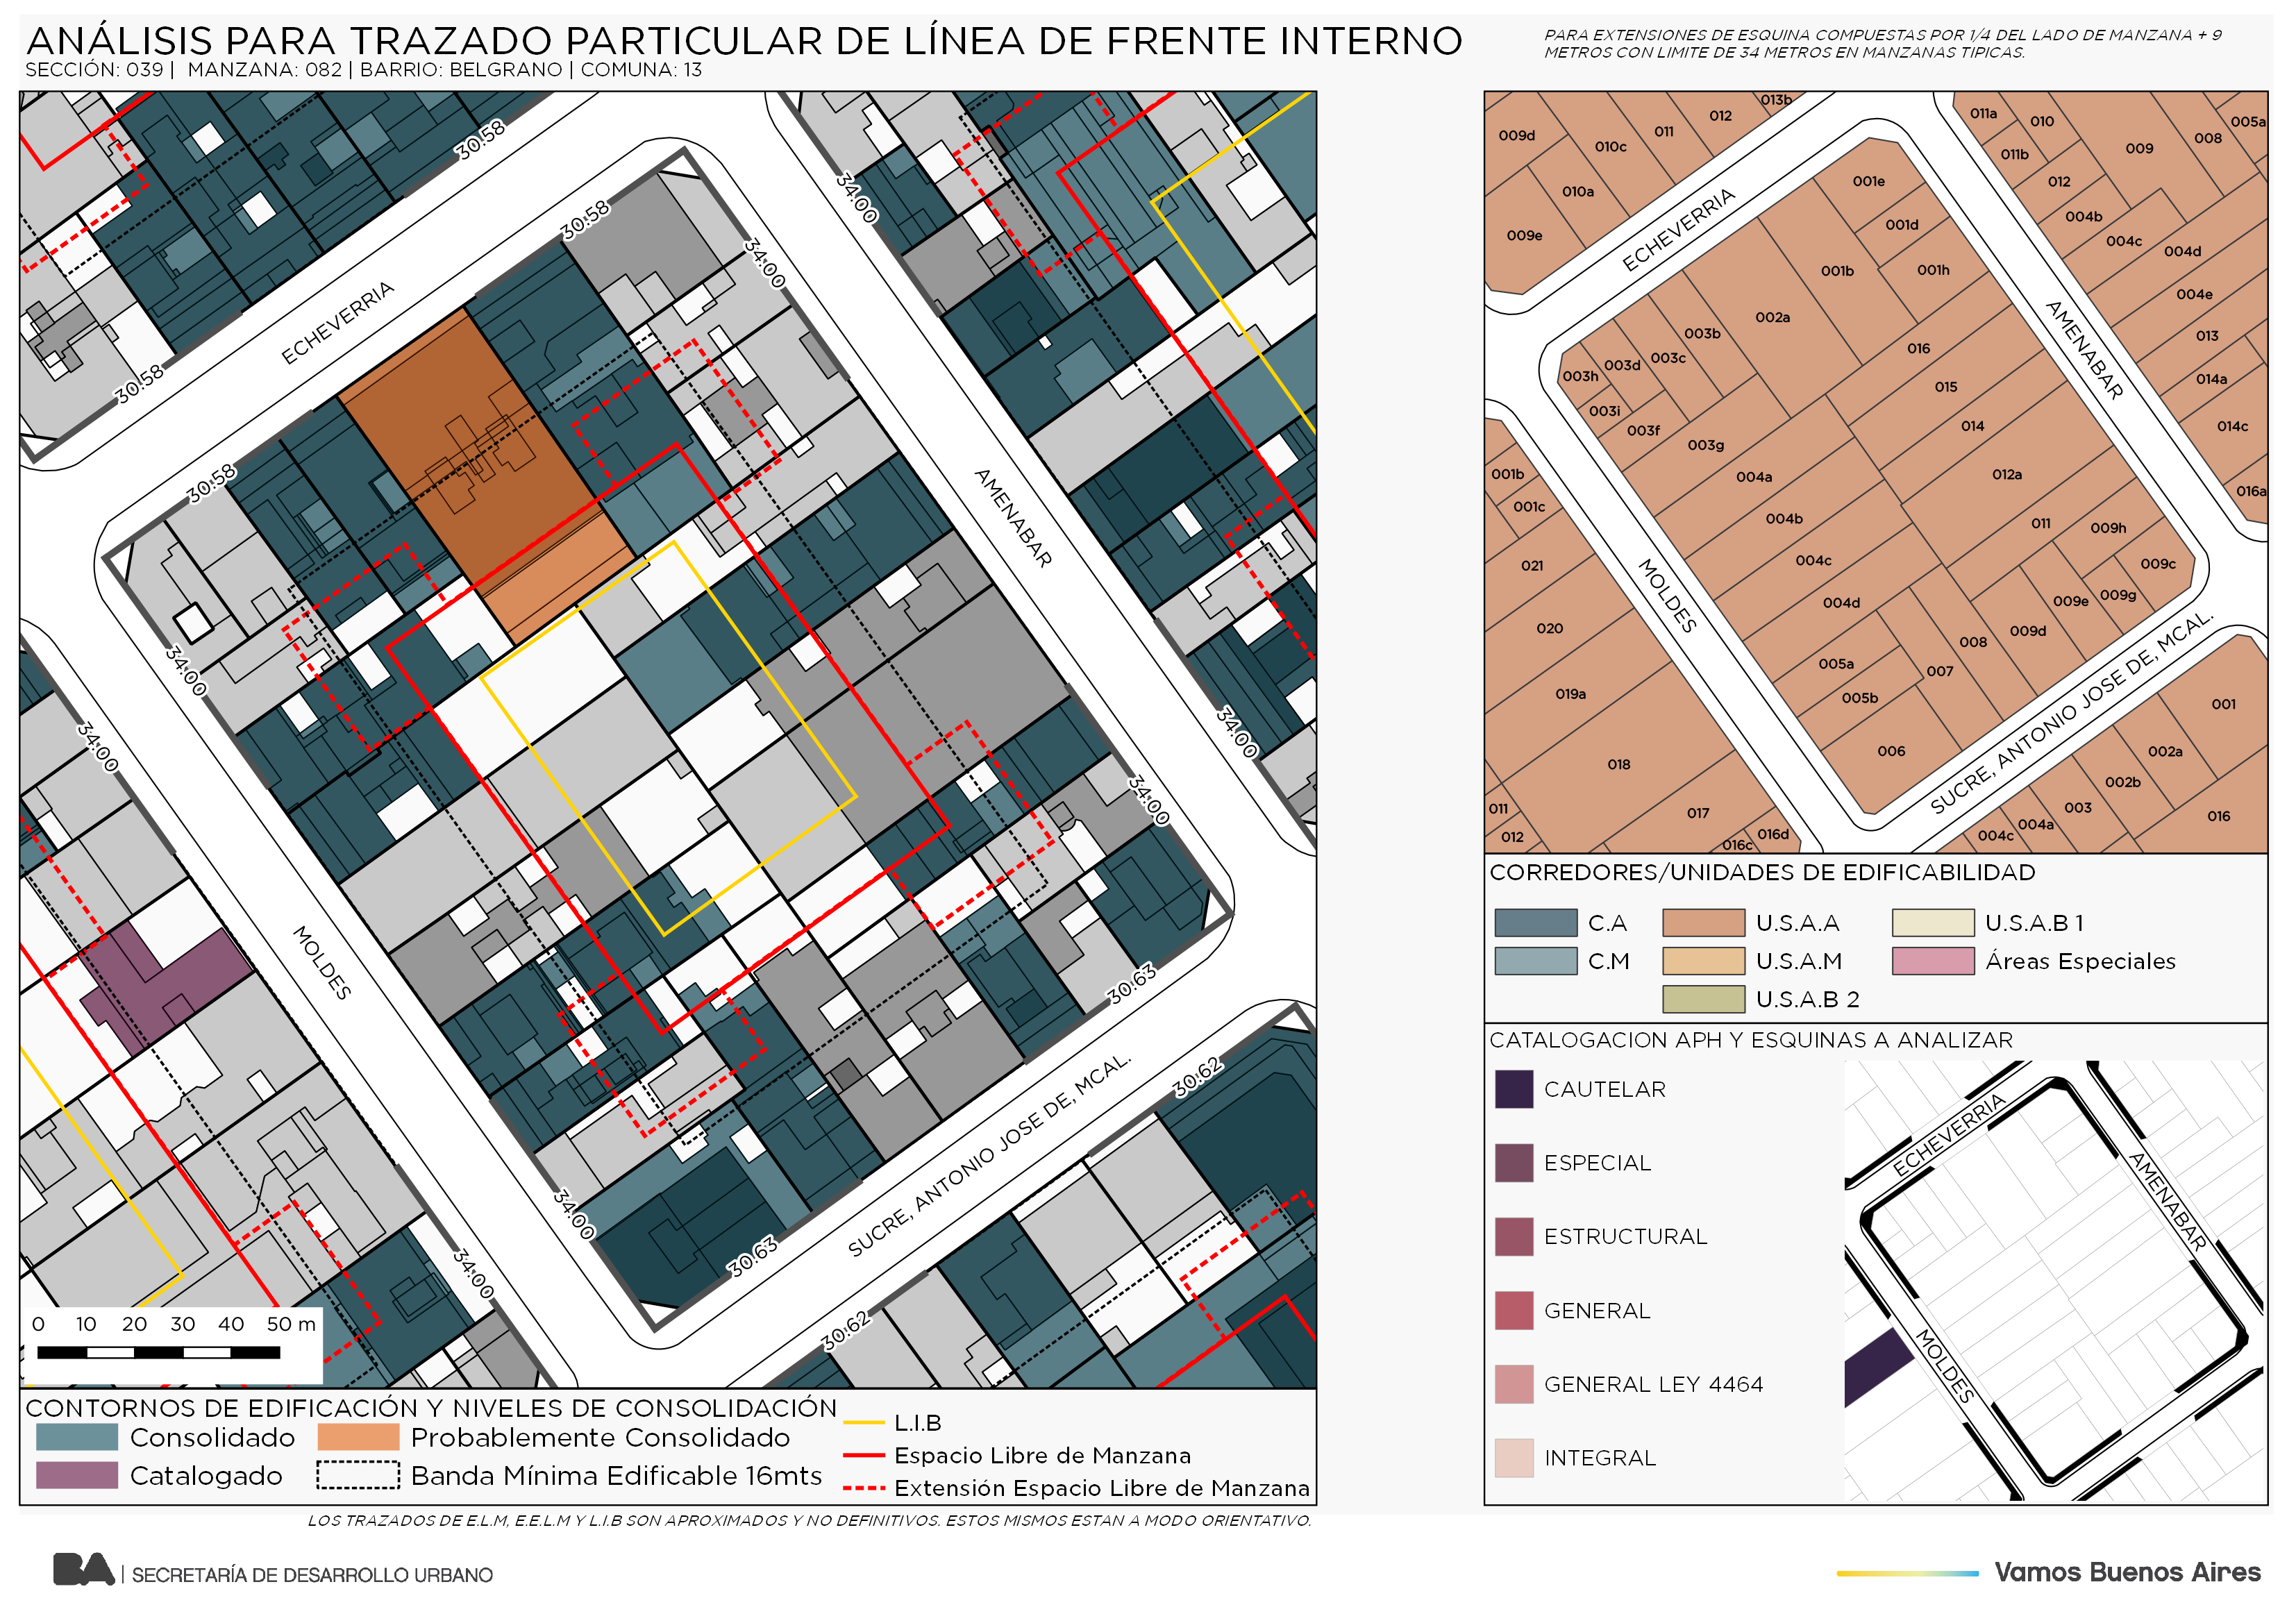 ANÁLISIS PARA TRAZADO PARTICULAR DE LÍNEA DE FRENTE INTERNO
SECCIÓN: 039 | MANZANA: 082 | BARRIO: BELGRANO | COMUNA: 13
PARA EXTENSIONES DE ESQUINA COMPUESTAS POR 1/4 DEL LADO DE MANZANA + 9
METROS CON LIMITE DE 34 METROS EN MANZANAS TIPICAS.
30.58
30.58
34.00
34.00
30.58
30.58
ECHEVERRIA
AMENABAR
34.00
34.00
34.00
34.00
MOLDES
30.63
SUCRE, ANTONIO JOSE DE, MCAL.
30.62
34.00
30.63
34.00
30.62
0 10 20 30 40 50 m
CONTORNOS DE EDIFICACIÓN Y NIVELES DE CONSOLIDACIÓN
Consolidado
Probablemente Consolidado
Catalogado
Banda Mínima Edificable 16mts
L.I.B
Espacio Libre de Manzana
Extensión Espacio Libre de Manzana
LOS TRAZADOS DE E.L.M, E.E.L.M Y L.I.B SON APROXIMADOS Y NO DEFINITIVOS. ESTOS MISMOS ESTAN A MODO ORIENTATIVO.
009d
010c
011
012
013b
010a
009e
011a
010
011b
009
008
005a
012
004b
004c
004d
004e
013
014a
014c
016a
ECHEVERRIA
AMENABAR
001e
001d
001h
001b
002a
003b
003c
003d
003h
003i
003f
003g
016
015
014
012a
004a
004b
004c
004d
011
009h
009c
009g
009e
009d
008
007
005a
005b
006
MOLDES
SUCRE, ANTONIO JOSE DE, MCAL.
001b
001c
021
020
019a
018
017
011
012
016c
016d
001
002a
002b
003
004a
004c
016
CORREDORES/UNIDADES DE EDIFICABILIDAD
C.A
U.S.A.A
U.S.A.B 1
C.M
U.S.A.M
Áreas Especiales
U.S.A.B 2
CATALOGACION APH Y ESQUINAS A ANALIZAR
CAUTELAR
ESPECIAL
ESTRUCTURAL
GENERAL
GENERAL LEY 4464
INTEGRAL
ECHEVERRIA
AMENABAR
MOLDES
BA | SECRETARÍA DE DESARROLLO URBANO
Vamos Buenos Aires